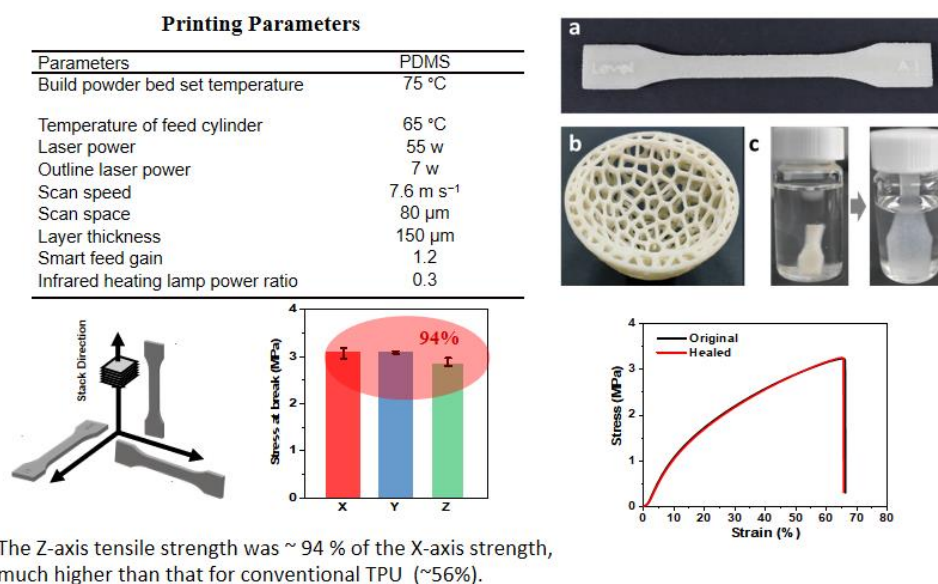 Printing Parameters
Parameters PDMS
Build powder bed set temperature 75 °C
Temperature of feed cylinder 65 °C
Laser power 55 w
Outline laser power 7 w
Scan speed 7.6 m s⁻¹
Scan space 80 µm
Layer thickness 150 µm
Smart feed gain 1.2
Infrared heating lamp power ratio 0.3
a
Level
b
c
Stack Direction
Stress at break (MPa)
4
3
2
1
0
94%
X Y Z
Stress (MPa)
4
3
2
1
0
Original
Healed
0 10 20 30 40 50 60 70 80
Strain (%)
The Z-axis tensile strength was ~ 94 % of the X-axis strength,
much higher than that for conventional TPU (~56%).